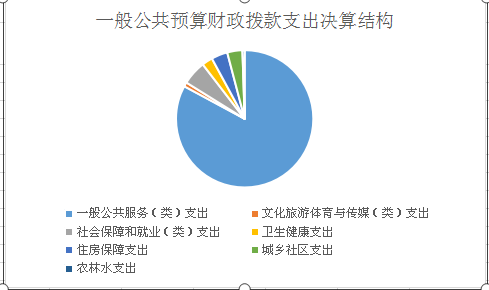 一般公共预算财政拨款支出决算结构
一般公共服务（类）支出 文化旅游体育与传媒（类）支出
社会保障和就业（类）支出 卫生健康支出
住房保障支出 城乡社区支出
农林水支出